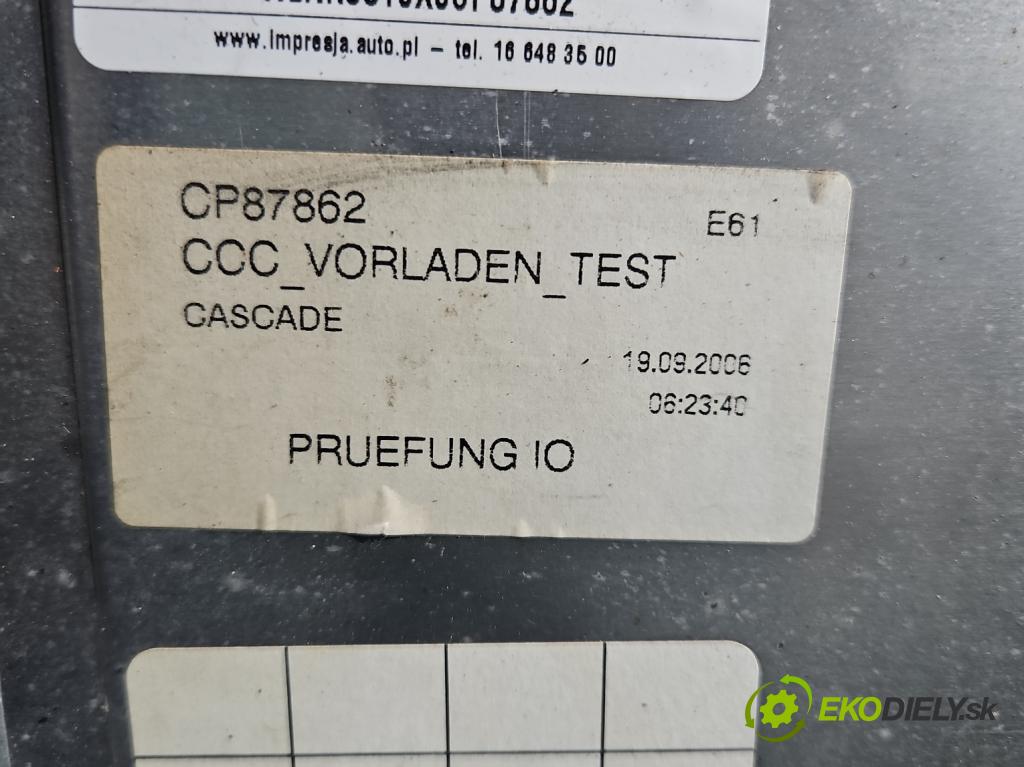 www.impresja.auto.pl – tel. 16 648 35 00
CP87862
E61
CCC_VORLADEN_TEST
CASCADE
19.09.2006
06:23:40
PRUEFUNG IO
EKODIELY.sk